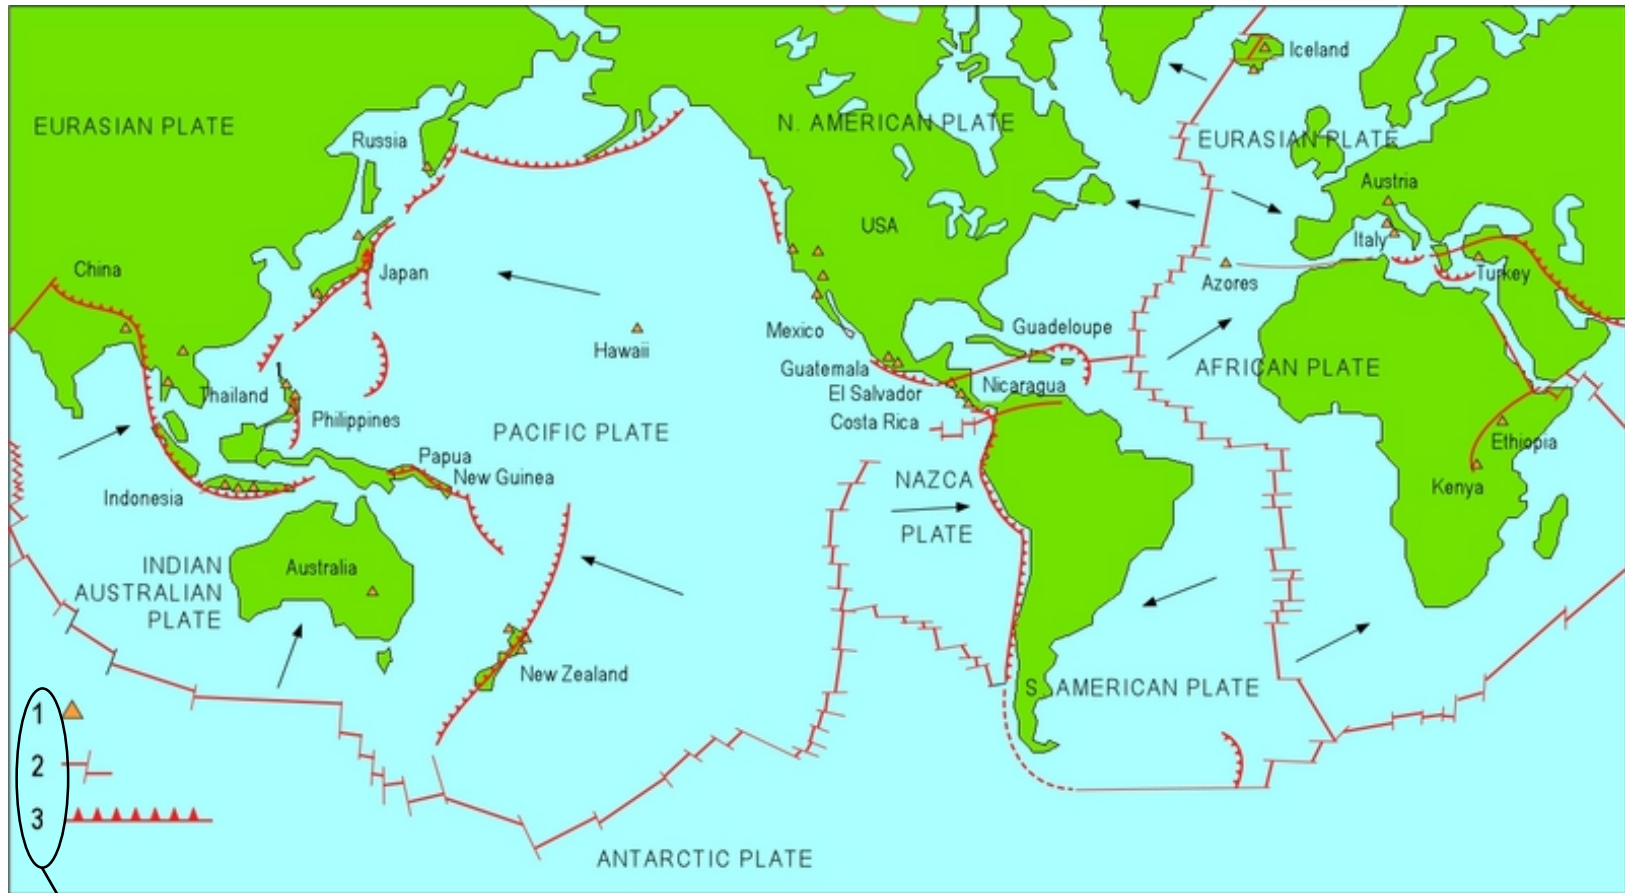 Iceland
EURASIAN PLATE
N. AMERICAN PLATE
EURASIAN PLATE
Russia
Austria
USA
Italy
China
Japan
Azores
Turkey
Hawaii
Mexico
Guadeloupe
Guatemala
AFRICAN PLATE
Thailand
El Salvador
Nicaragua
Philippines
Costa Rica
PACIFIC PLATE
Ethiopia
Papua
New Guinea
NAZCA
PLATE
Kenya
Indonesia
INDIAN
AUSTRALIAN
PLATE
Australia
New Zealand
S. AMERICAN PLATE
1
2
3
ANTARCTIC PLATE